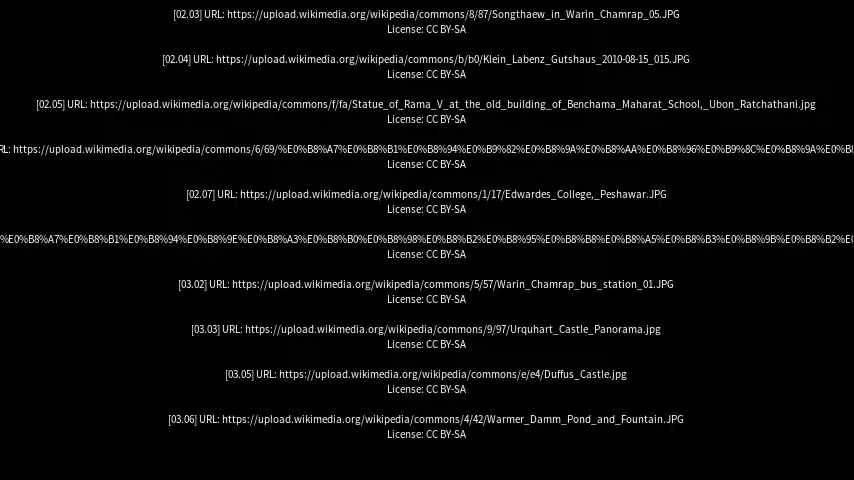 [02.03] URL: https://upload.wikimedia.org/wikipedia/commons/8/87/Songthaew_in_Warin_Chamrap_05.JPG
License: CC BY-SA
[02.04] URL: https://upload.wikimedia.org/wikipedia/commons/b/b0/Klein_Labenz_Gutshaus_2010-08-15_015.JPG
License: CC BY-SA
[02.05] URL: https://upload.wikimedia.org/wikipedia/commons/f/fa/Statue_of_Rama_V_at_the_old_building_of_Benchama_Maharat_School,_Ubon_Ratchathani.jpg
License: CC BY-SA
RL: https://upload.wikimedia.org/wikipedia/commons/6/69/%E0%B8%A7%E0%B8%B1%E0%B8%94%E0%B9%82%E0%B8%9A%E0%B8%AA%E0%B8%96%E0%B9%8C%E0%B8%9A%E0%B8
License: CC BY-SA
[02.07] URL: https://upload.wikimedia.org/wikipedia/commons/1/17/Edwardes_College,_Peshawar.JPG
License: CC BY-SA
%E0%B8%A7%E0%B8%B1%E0%B8%94%E0%B8%9E%E0%B8%A3%E0%B8%B0%E0%B8%98%E0%B8%B2%E0%B8%95%E0%B8%B8%E0%B8%A5%E0%B8%B3%E0%B8%9B%E0%B8%B2%E0
License: CC BY-SA
[03.02] URL: https://upload.wikimedia.org/wikipedia/commons/5/57/Warin_Chamrap_bus_station_01.JPG
License: CC BY-SA
[03.03] URL: https://upload.wikimedia.org/wikipedia/commons/9/97/Urquhart_Castle_Panorama.jpg
License: CC BY-SA
[03.05] URL: https://upload.wikimedia.org/wikipedia/commons/e/e4/Duffus_Castle.jpg
License: CC BY-SA
[03.06] URL: https://upload.wikimedia.org/wikipedia/commons/4/42/Warmer_Damm_Pond_and_Fountain.JPG
License: CC BY-SA